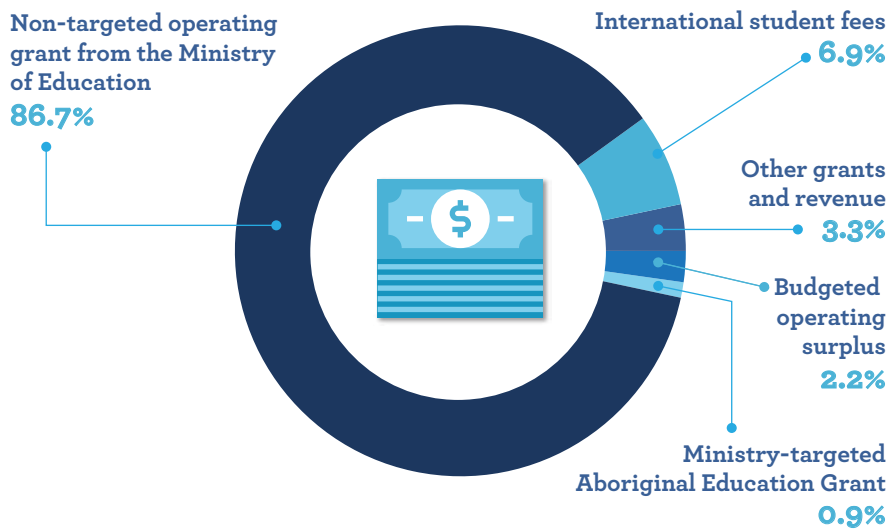 Non-targeted operating
grant from the Ministry
of Education
86.7%
International student fees
6.9%
Other grants
and revenue
3.3%
Budgeted
operating
surplus
2.2%
Ministry-targeted
Aboriginal Education Grant
0.9%
$